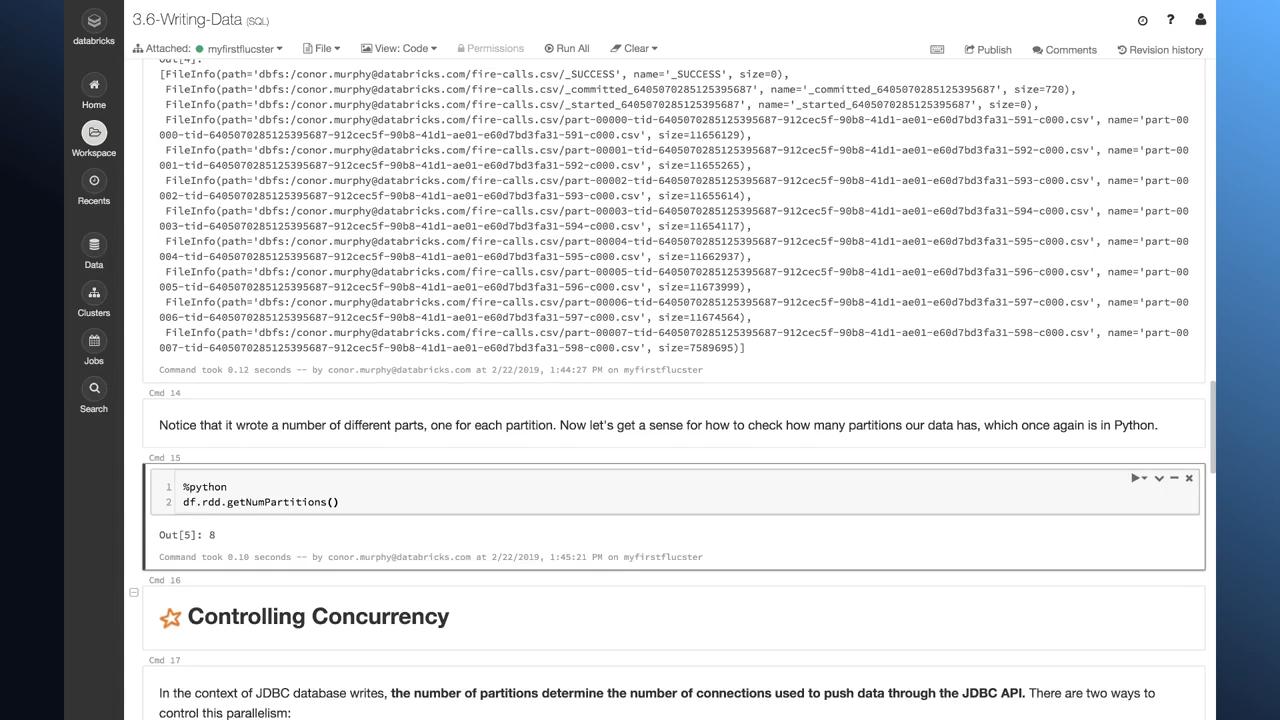 databricks
Home
Workspace
Recents
Data
Clusters
Jobs
Search
3.6-Writing-Data (SQL)
Attached: myfirstflucster File View: Code Permissions Run All Clear Publish Comments Revision history
Out[4]:
[FileInfo(path='dbfs:/conor.murphy@databricks.com/fire-calls.csv/_SUCCESS', name='_SUCCESS', size=0),
FileInfo(path='dbfs:/conor.murphy@databricks.com/fire-calls.csv/_committed_6405070285125395687', name='_committed_6405070285125395687', size=720),
FileInfo(path='dbfs:/conor.murphy@databricks.com/fire-calls.csv/_started_6405070285125395687', name='_started_6405070285125395687', size=0),
FileInfo(path='dbfs:/conor.murphy@databricks.com/fire-calls.csv/part-00000-tid-6405070285125395687-912cec5f-90b8-41d1-ae01-e60d7bd3fa31-591-c000.csv', name='part-00
000-tid-6405070285125395687-912cec5f-90b8-41d1-ae01-e60d7bd3fa31-591-c000.csv', size=11656129),
FileInfo(path='dbfs:/conor.murphy@databricks.com/fire-calls.csv/part-00001-tid-6405070285125395687-912cec5f-90b8-41d1-ae01-e60d7bd3fa31-592-c000.csv', name='part-00
001-tid-6405070285125395687-912cec5f-90b8-41d1-ae01-e60d7bd3fa31-592-c000.csv', size=11655265),
FileInfo(path='dbfs:/conor.murphy@databricks.com/fire-calls.csv/part-00002-tid-6405070285125395687-912cec5f-90b8-41d1-ae01-e60d7bd3fa31-593-c000.csv', name='part-00
002-tid-6405070285125395687-912cec5f-90b8-41d1-ae01-e60d7bd3fa31-593-c000.csv', size=11655614),
FileInfo(path='dbfs:/conor.murphy@databricks.com/fire-calls.csv/part-00003-tid-6405070285125395687-912cec5f-90b8-41d1-ae01-e60d7bd3fa31-594-c000.csv', name='part-00
003-tid-6405070285125395687-912cec5f-90b8-41d1-ae01-e60d7bd3fa31-594-c000.csv', size=11654117),
FileInfo(path='dbfs:/conor.murphy@databricks.com/fire-calls.csv/part-00004-tid-6405070285125395687-912cec5f-90b8-41d1-ae01-e60d7bd3fa31-595-c000.csv', name='part-00
004-tid-6405070285125395687-912cec5f-90b8-41d1-ae01-e60d7bd3fa31-595-c000.csv', size=11662937),
FileInfo(path='dbfs:/conor.murphy@databricks.com/fire-calls.csv/part-00005-tid-6405070285125395687-912cec5f-90b8-41d1-ae01-e60d7bd3fa31-596-c000.csv', name='part-00
005-tid-6405070285125395687-912cec5f-90b8-41d1-ae01-e60d7bd3fa31-596-c000.csv', size=11673999),
FileInfo(path='dbfs:/conor.murphy@databricks.com/fire-calls.csv/part-00006-tid-6405070285125395687-912cec5f-90b8-41d1-ae01-e60d7bd3fa31-597-c000.csv', name='part-00
006-tid-6405070285125395687-912cec5f-90b8-41d1-ae01-e60d7bd3fa31-597-c000.csv', size=11674564),
FileInfo(path='dbfs:/conor.murphy@databricks.com/fire-calls.csv/part-00007-tid-6405070285125395687-912cec5f-90b8-41d1-ae01-e60d7bd3fa31-598-c000.csv', name='part-00
007-tid-6405070285125395687-912cec5f-90b8-41d1-ae01-e60d7bd3fa31-598-c000.csv', size=7589695)]
Command took 0.12 seconds -- by conor.murphy@databricks.com at 2/22/2019, 1:44:27 PM on myfirstflucster
Cmd 14
Notice that it wrote a number of different parts, one for each partition. Now let's get a sense for how to check how many partitions our data has, which once again is in Python.
Cmd 15
1 %python
2 df.rdd.getNumPartitions()
Out[5]: 8
Command took 0.10 seconds -- by conor.murphy@databricks.com at 2/22/2019, 1:45:21 PM on myfirstflucster
Cmd 16
Controlling Concurrency
Cmd 17
In the context of JDBC database writes, the number of partitions determine the number of connections used to push data through the JDBC API. There are two ways to
control this parallelism: